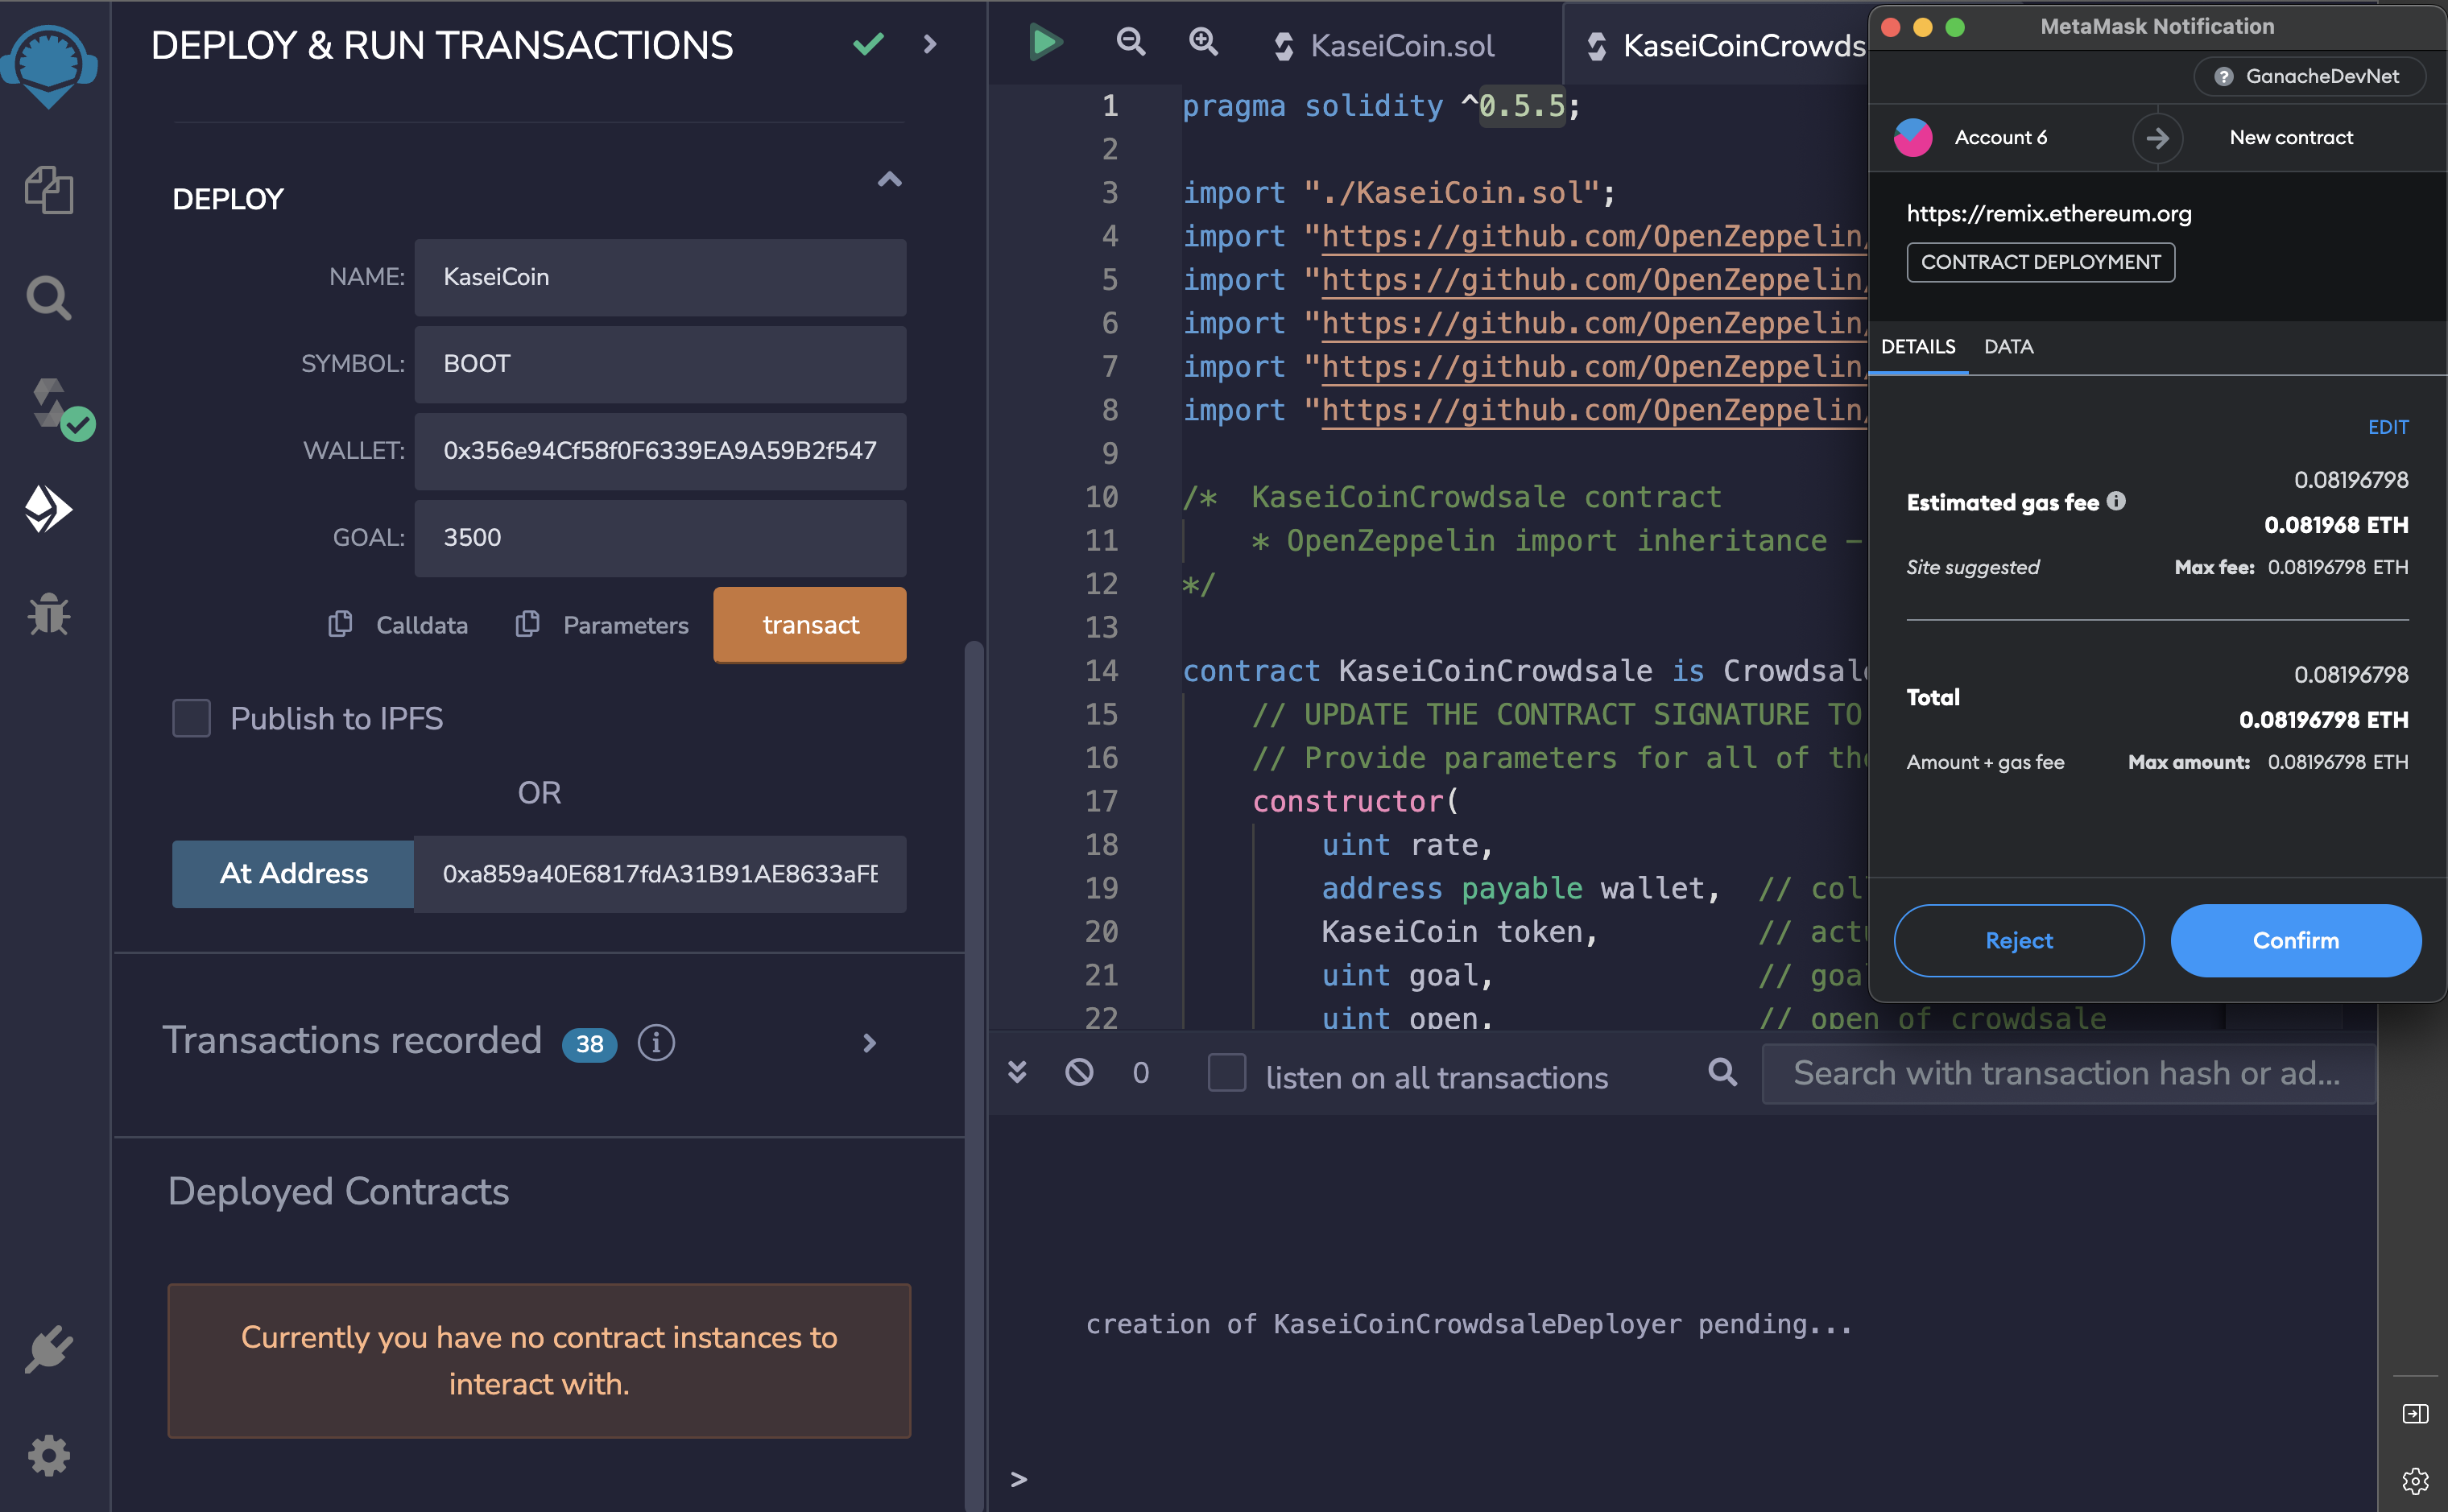 DEPLOY & RUN TRANSACTIONS
DEPLOY
NAME: KaseiCoin
SYMBOL: BOOT
WALLET: 0x356e94Cf58f0F6339EA9A59B2f547
GOAL: 3500
Calldata Parameters transact
Publish to IPFS
OR
At Address 0xa859a40E6817fdA31B91AE8633aFE
Transactions recorded 38
Deployed Contracts
Currently you have no contract instances to
interact with.
KaseiCoin.sol KaseiCoinCrowds
1 pragma solidity ^0.5.5;
2
3 import "./KaseiCoin.sol";
4 import "https://github.com/OpenZeppelin/
5 import "https://github.com/OpenZeppelin/
6 import "https://github.com/OpenZeppelin/
7 import "https://github.com/OpenZeppelin/
8 import "https://github.com/OpenZeppelin/
9
10 /* KaseiCoinCrowdsale contract
11 * OpenZeppelin import inheritance –
12 */
13
14 contract KaseiCoinCrowdsale is Crowdsale
15 // UPDATE THE CONTRACT SIGNATURE TO
16 // Provide parameters for all of the
17 constructor(
18 uint rate,
19 address payable wallet, // col
20 KaseiCoin token, // actu
21 uint goal, // goa
22 uint open, // open of crowdsale
0 listen on all transactions Search with transaction hash or ad...
creation of KaseiCoinCrowdsaleDeployer pending...
>
MetaMask Notification
GanacheDevNet
Account 6 New contract
https://remix.ethereum.org
CONTRACT DEPLOYMENT
DETAILS DATA
EDIT
0.08196798
Estimated gas fee
0.081968 ETH
Site suggested Max fee: 0.08196798 ETH
0.08196798
Total
0.08196798 ETH
Amount + gas fee Max amount: 0.08196798 ETH
Reject Confirm